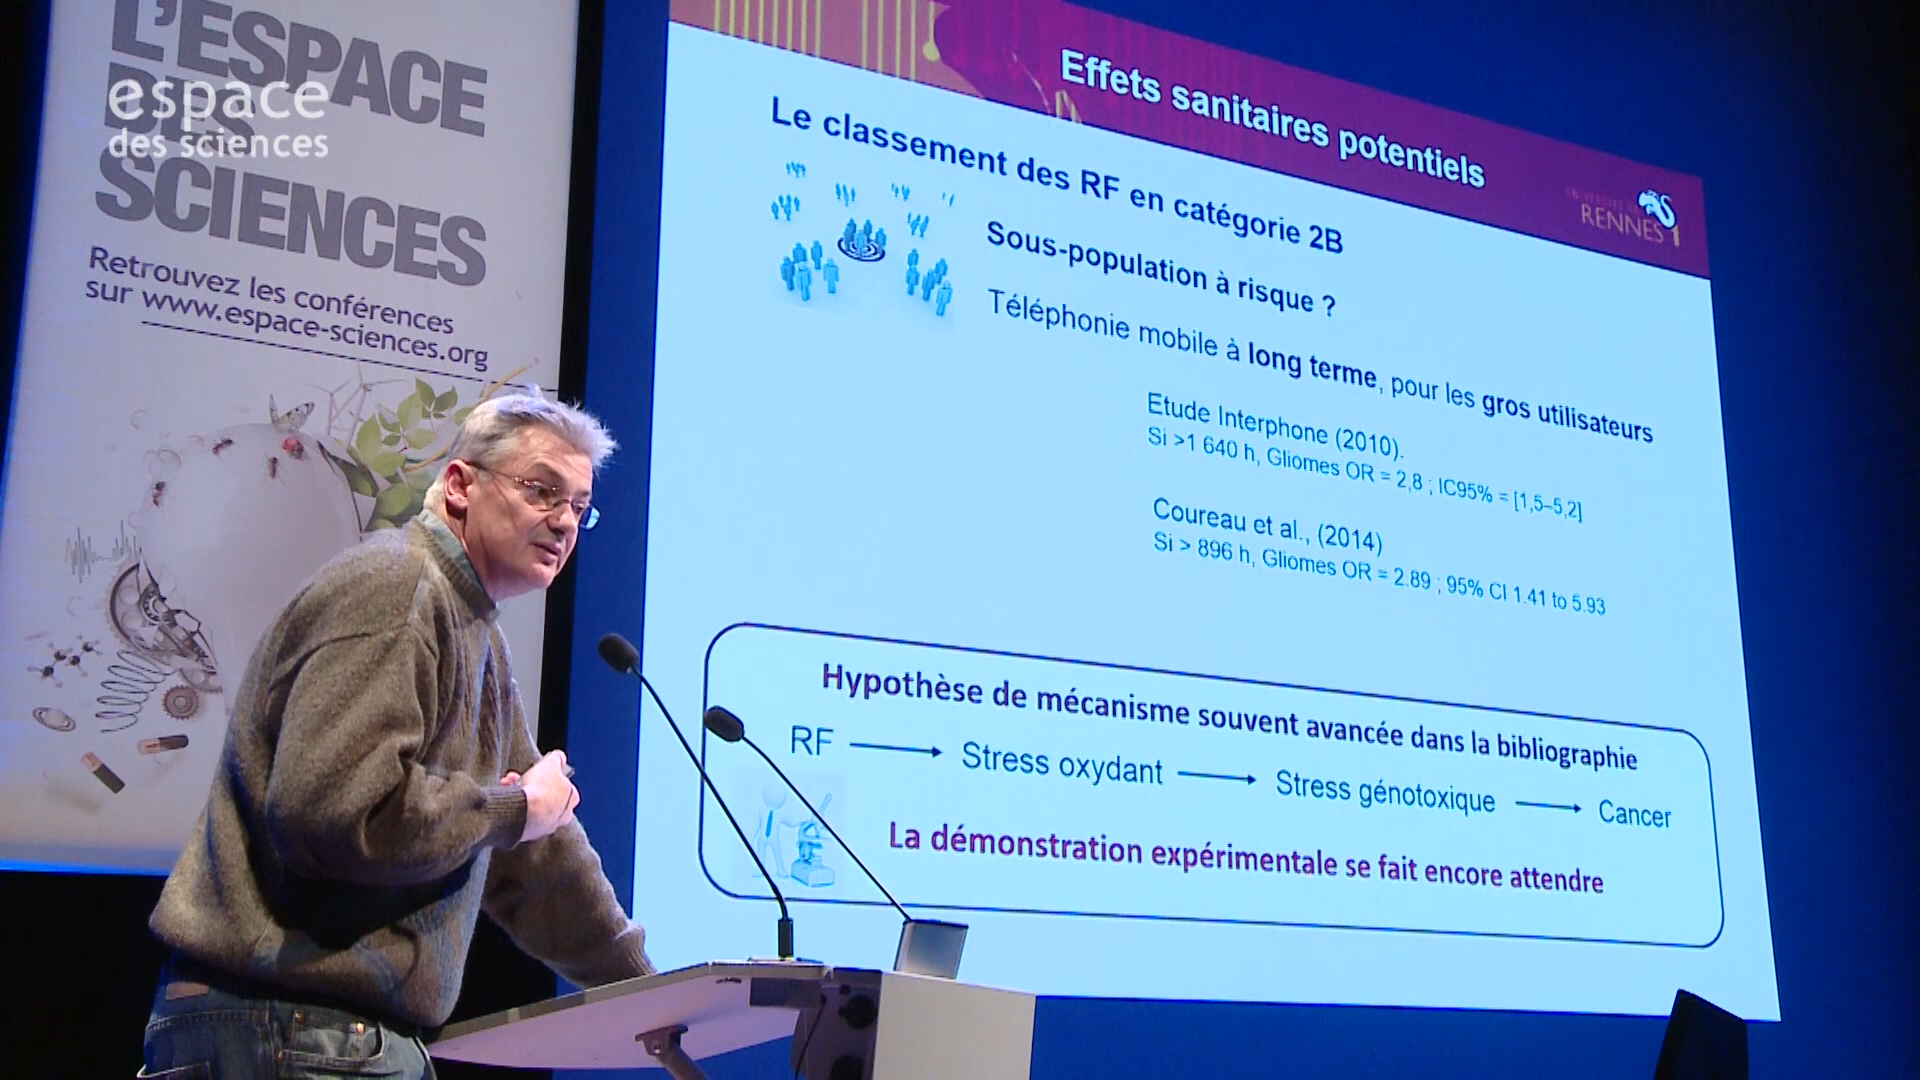 L'ESPACE
DES
SCIENCES
espace
des sciences
Retrouvez les conférences
sur www.espace-sciences.org
Effets sanitaires potentiels
RENNES 1
Le classement des RF en catégorie 2B
Sous-population à risque ?
Téléphonie mobile à long terme, pour les gros utilisateurs
Etude Interphone (2010).
Si >1 640 h, Gliomes OR = 2,8 ; IC95% = [1,5–5,2]
Coureau et al., (2014)
Si > 896 h, Gliomes OR = 2.89 ; 95% CI 1.41 to 5.93
Hypothèse de mécanisme souvent avancée dans la bibliographie
RF → Stress oxydant → Stress génotoxique → Cancer
La démonstration expérimentale se fait encore attendre